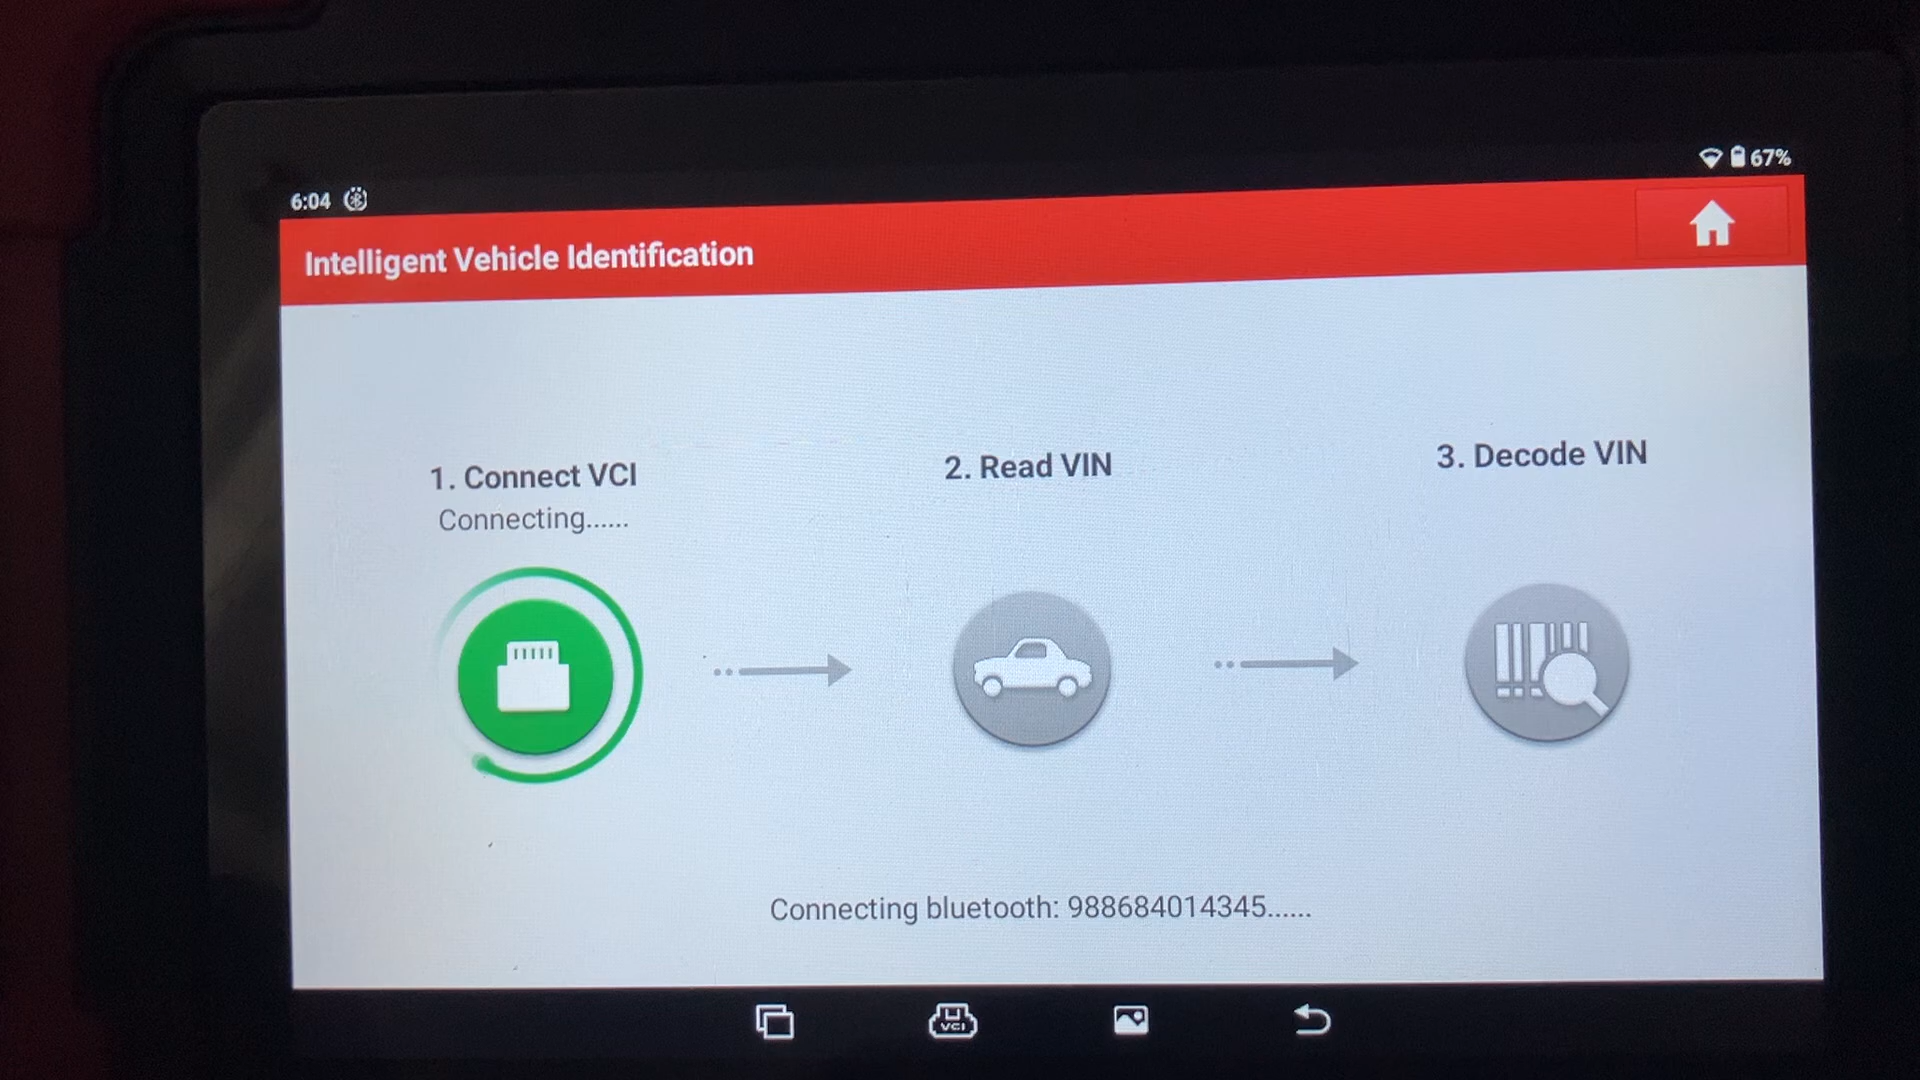 6:04
67%
Intelligent Vehicle Identification
1. Connect VCI
Connecting......
2. Read VIN
3. Decode VIN
Connecting bluetooth: 988684014345......
VCI